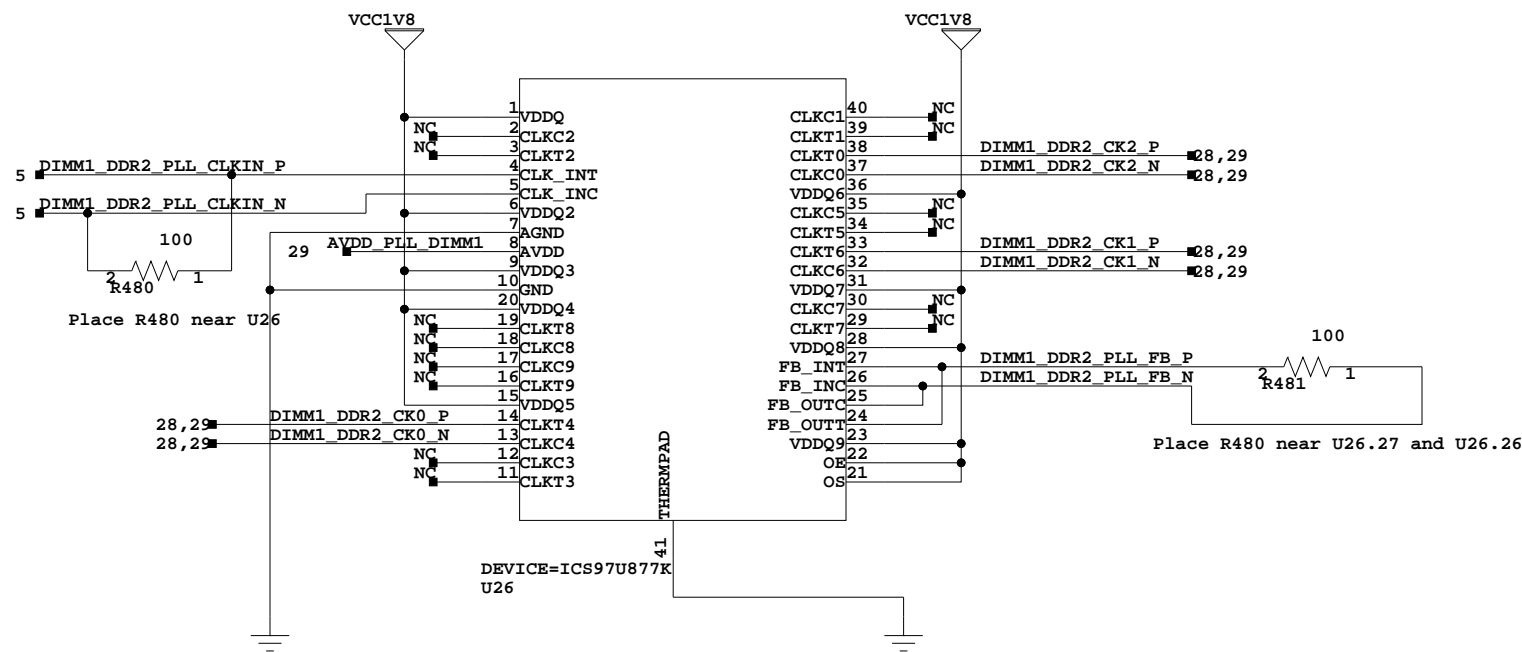 VCC1V8 VCC1V8
1 VDDQ CLKC1 40 NC
NC 2 CLKC2 CLKT1 39 NC
NC 3 CLKT2 CLKT0 38 DIMM1_DDR2_CK2_P 28,29
5 DIMM1_DDR2_PLL_CLKIN_P 4 CLK_INT CLKC0 37 DIMM1_DDR2_CK2_N 28,29
5 CLK_INC VDDQ6 36
5 DIMM1_DDR2_PLL_CLKIN_N 6 VDDQ2 CLKC5 35 NC
7 AGND CLKT5 34 NC
100
29 AVDD_PLL_DIMM1 8 AVDD CLKT6 33 DIMM1_DDR2_CK1_P 28,29
2 R480 1 9 VDDQ3 CLKC6 32 DIMM1_DDR2_CK1_N 28,29
10 GND VDDQ7 31
20 VDDQ4 CLKC7 30 NC
Place R480 near U26
NC 19 CLKT8 CLKT7 29 NC
NC 18 CLKC8 VDDQ8 28
100
NC 17 CLKC9 FB_INT 27 DIMM1_DDR2_PLL_FB_P 2 R481 1
NC 16 CLKT9 FB_INC 26 DIMM1_DDR2_PLL_FB_N
15 VDDQ5 FB_OUTC 25
28,29 DIMM1_DDR2_CK0_P 14 CLKT4 FB_OUTT 24
28,29 DIMM1_DDR2_CK0_N 13 CLKC4 VDDQ9 23
Place R480 near U26.27 and U26.26
NC 12 CLKC3 OE 22
NC 11 CLKT3 OS 21
THERMPAD
41
DEVICE=ICS97U877K
U26